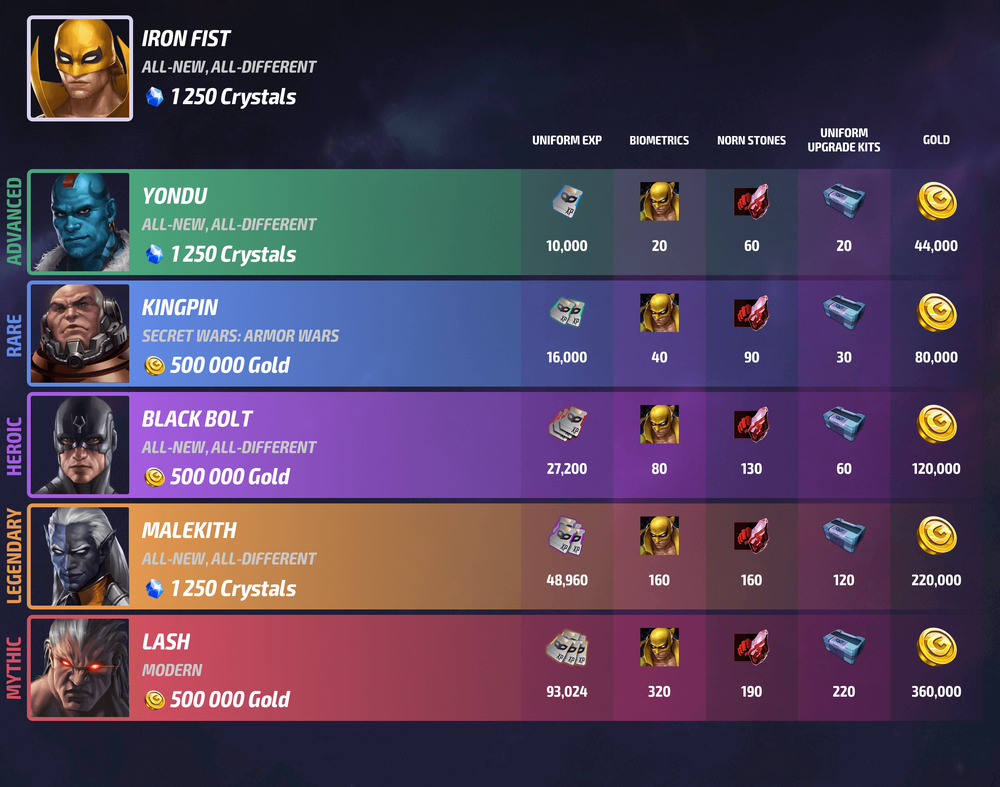 IRON FIST
ALL-NEW, ALL-DIFFERENT
1 250 Crystals
UNIFORM EXP BIOMETRICS NORN STONES UNIFORM UPGRADE KITS GOLD
ADVANCED
YONDU
ALL-NEW, ALL-DIFFERENT
1 250 Crystals
10,000 20 60 20 44,000
RARE
KINGPIN
SECRET WARS: ARMOR WARS
500 000 Gold
16,000 40 90 30 80,000
HEROIC
BLACK BOLT
ALL-NEW, ALL-DIFFERENT
500 000 Gold
27,200 80 130 60 120,000
LEGENDARY
MALEKITH
ALL-NEW, ALL-DIFFERENT
1 250 Crystals
48,960 160 160 120 220,000
MYTHIC
LASH
MODERN
500 000 Gold
93,024 320 190 220 360,000